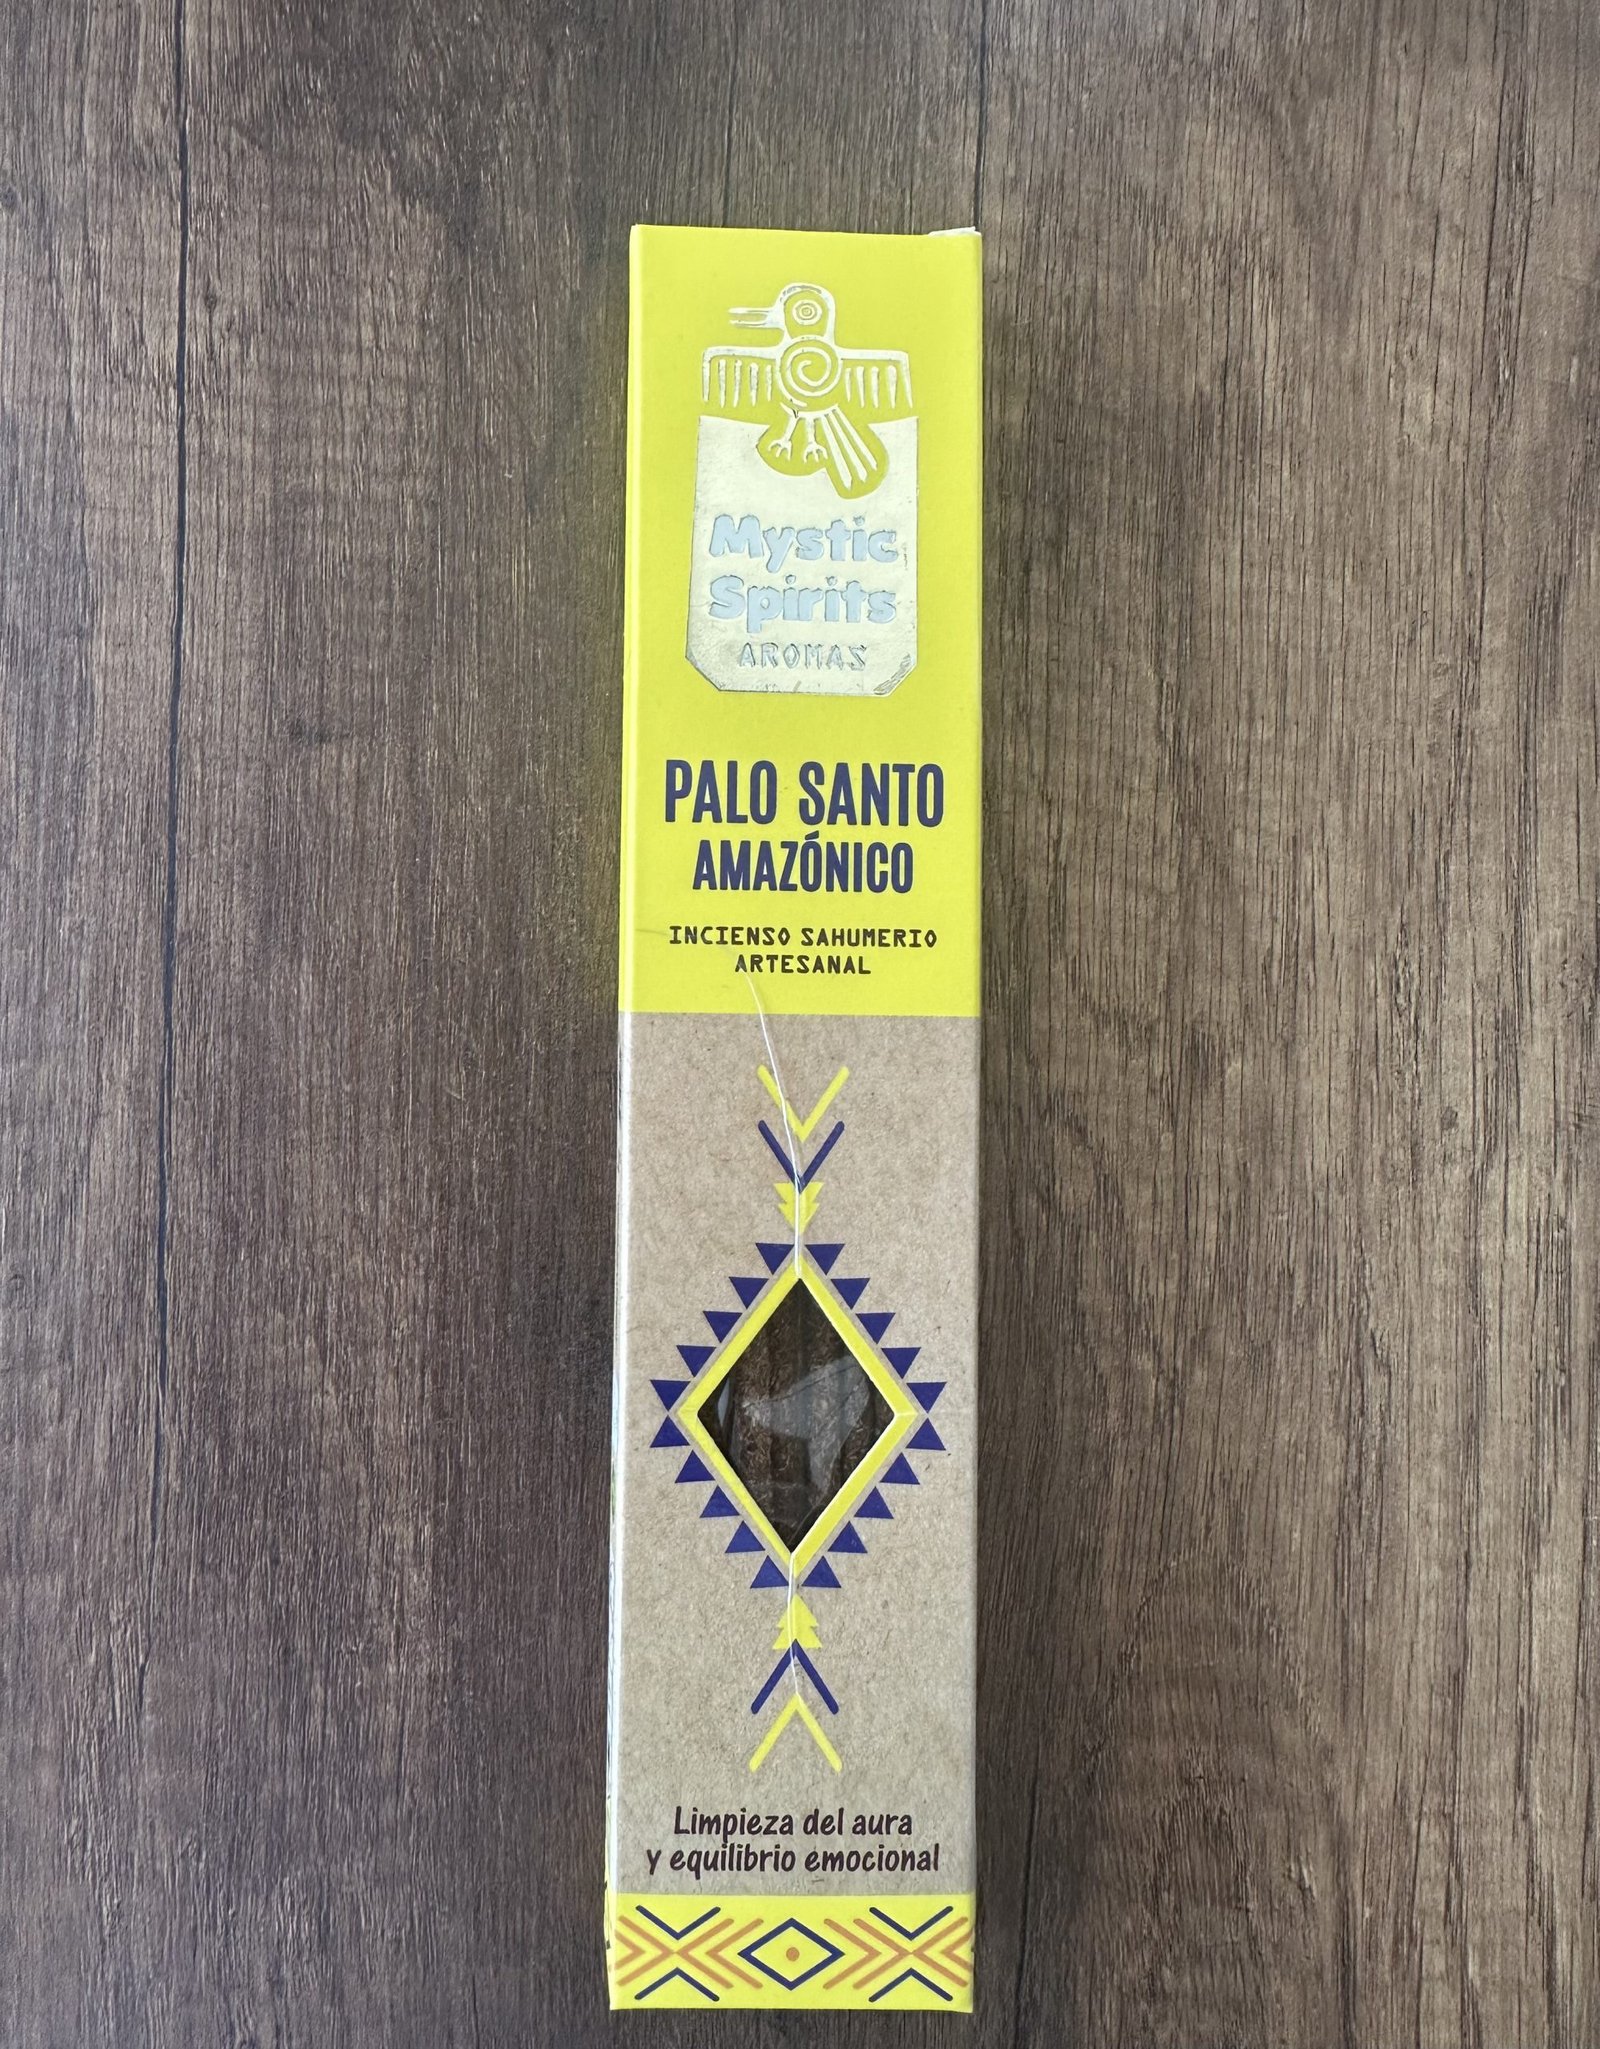 Mystic
Spirits
AROMAS
PALO SANTO
AMAZÓNICO
INCIENSO SAHUMERIO
ARTESANAL
Limpieza del aura
y equilibrio emocional